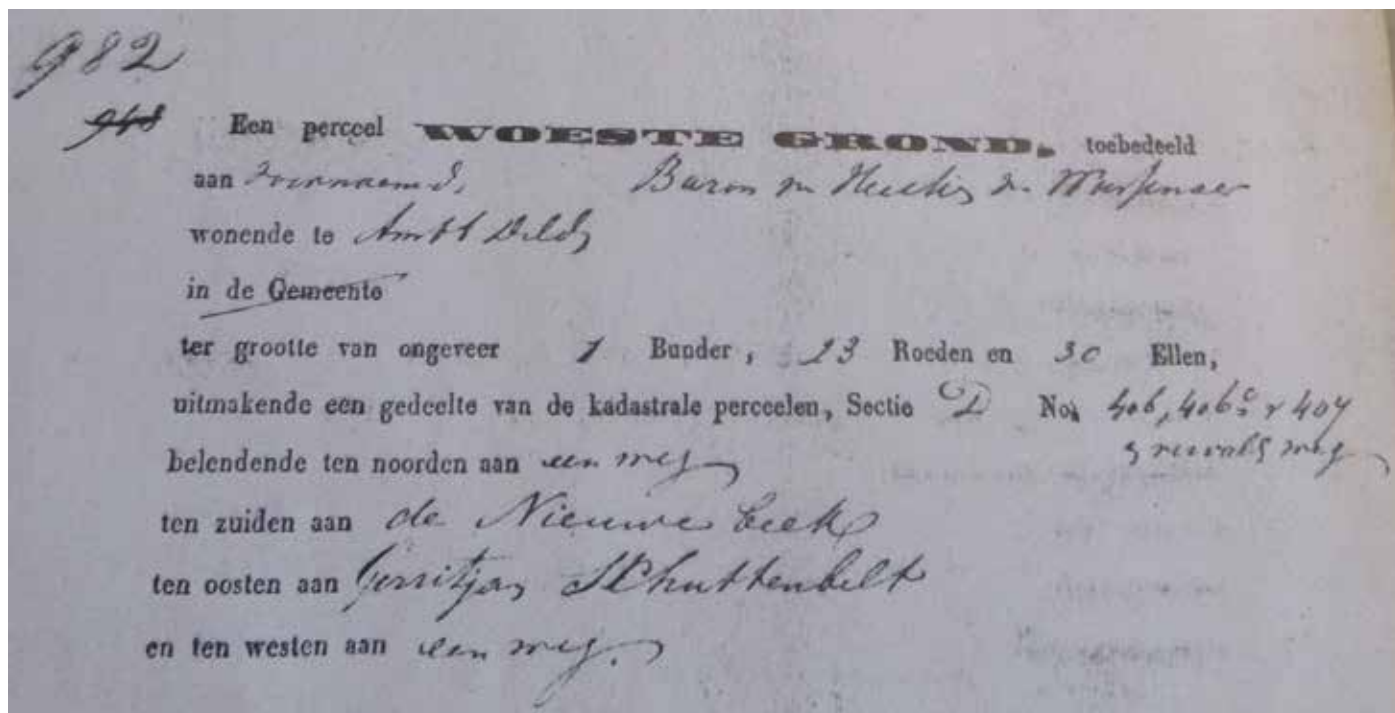 982
Een perceel WOESTE GROND, toebedeeld
aan voornoemd, Baron van Heeckeren van Wassenaer
wonende te Ambt Delden
in de Gemeente
ter grootte van ongeveer 1 Bunder, 23 Roeden en 30 Ellen,
uitmakende een gedeelte van de kadastrale perceelen, Sectie D No. 406, 406 407
belendende ten noorden aan een weg weg
ten zuiden aan de Nieuwe beek
ten oosten aan Gerritjan Schuttenbelt
en ten westen aan een weg.